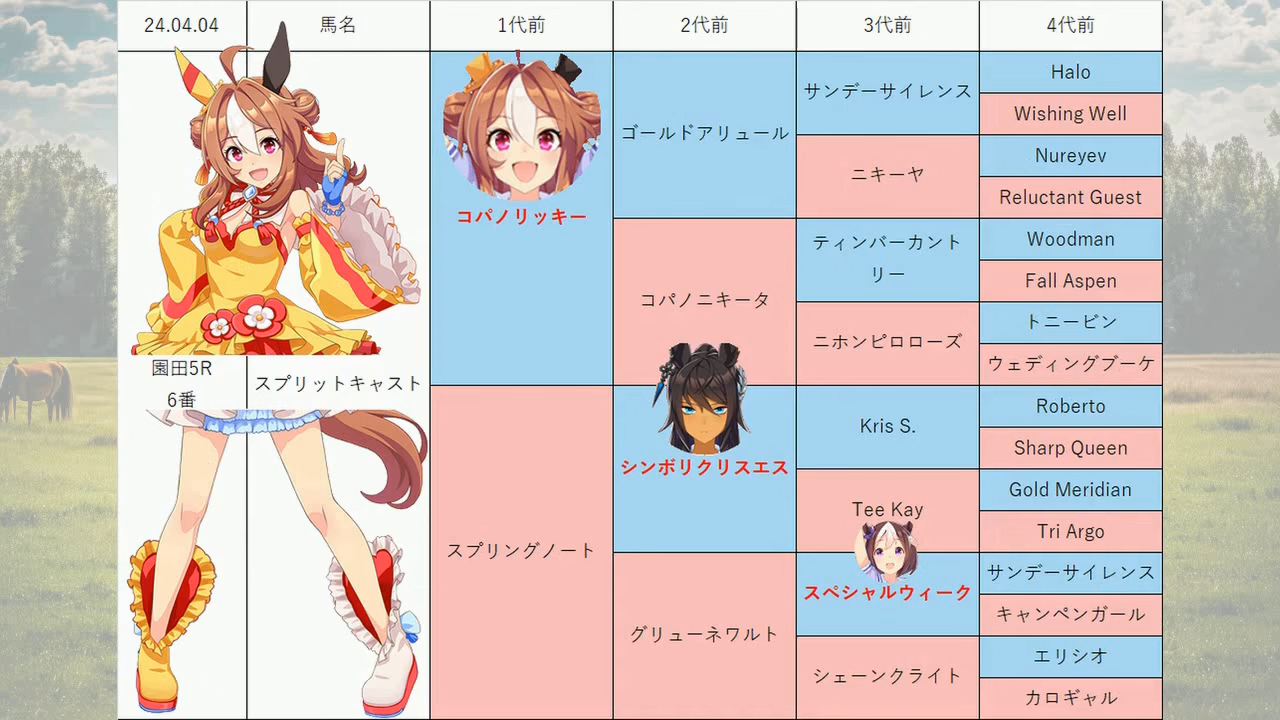 24.04.04
馬名
1代前
2代前
3代前
4代前
園田5R
6番
スプリットキャスト
コパノリッキー
スプリングノート
ゴールドアリュール
コパノニキータ
シンボリクリスエス
グリューネワルト
サンデーサイレンス
ニキーヤ
ティンバーカント
リー
ニホンピロローズ
Kris S.
Tee Kay
スペシャルウィーク
シェーンクライト
Halo
Wishing Well
Nureyev
Reluctant Guest
Woodman
Fall Aspen
トニービン
ウェディングブーケ
Roberto
Sharp Queen
Gold Meridian
Tri Argo
サンデーサイレンス
キャンペンガール
エリシオ
カロギャル